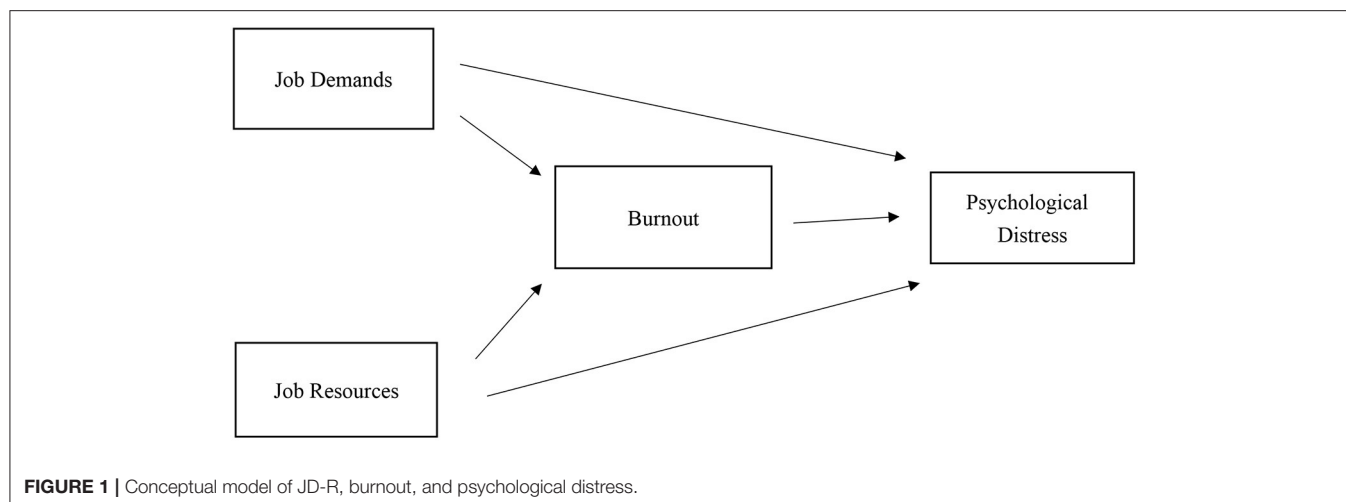 Job Demands
Burnout
Psychological
Distress
Job Resources
FIGURE 1 | Conceptual model of JD-R, burnout, and psychological distress.